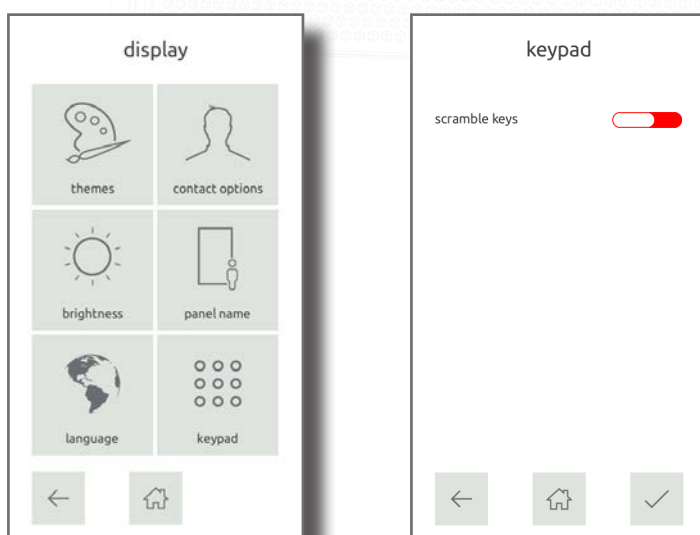 display
themes
contact options
brightness
panel name
language
keypad
keypad
scramble keys